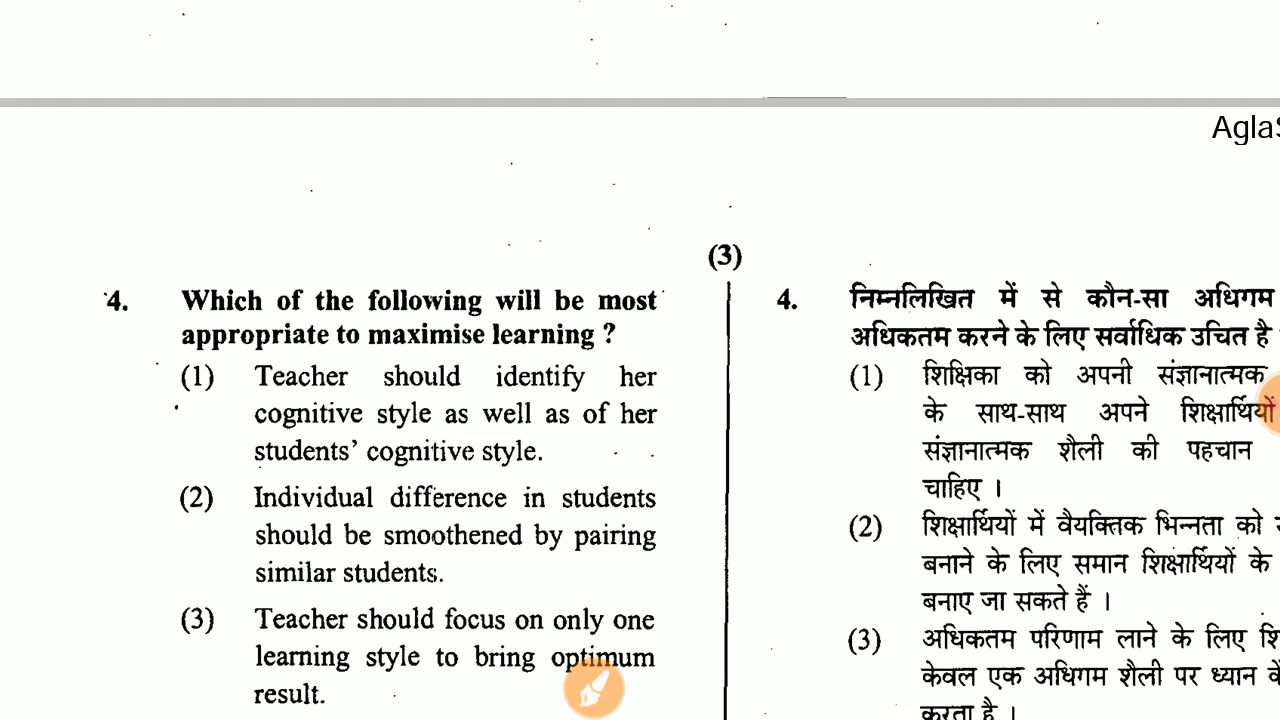 Agla
(3)
4. Which of the following will be most
appropriate to maximise learning ?
(1) Teacher should identify her
cognitive style as well as of her
students' cognitive style.
(2) Individual difference in students
should be smoothened by pairing
similar students.
(3) Teacher should focus on only one
learning style to bring optimum
result.
4. निम्नलिखित में से कौन-सा अधिगम
अधिकतम करने के लिए सर्वाधिक उचित है
(1) शिक्षिका को अपनी संज्ञानात्मक
के साथ-साथ अपने शिक्षार्थियों
संज्ञानात्मक शैली की पहचान
चाहिए ।
(2) शिक्षार्थियों में वैयक्तिक भिन्नता को
बनाने के लिए समान शिक्षार्थियों के
बनाए जा सकते हैं ।
(3) अधिकतम परिणाम लाने के लिए
केवल एक अधिगम शैली पर ध्यान
करता है ।